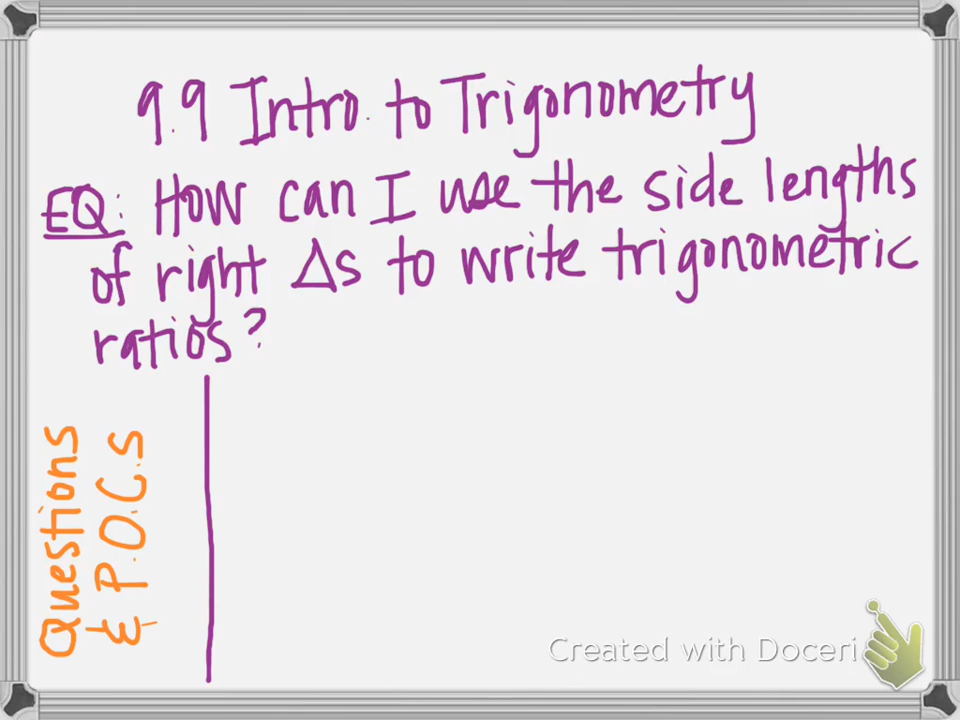 9.9 Intro to Trigonometry
EQ: How can I use the side lengths
of right Δs to write trigonometric
ratios?
Questions
& P.O.C.s
Created with Doceri